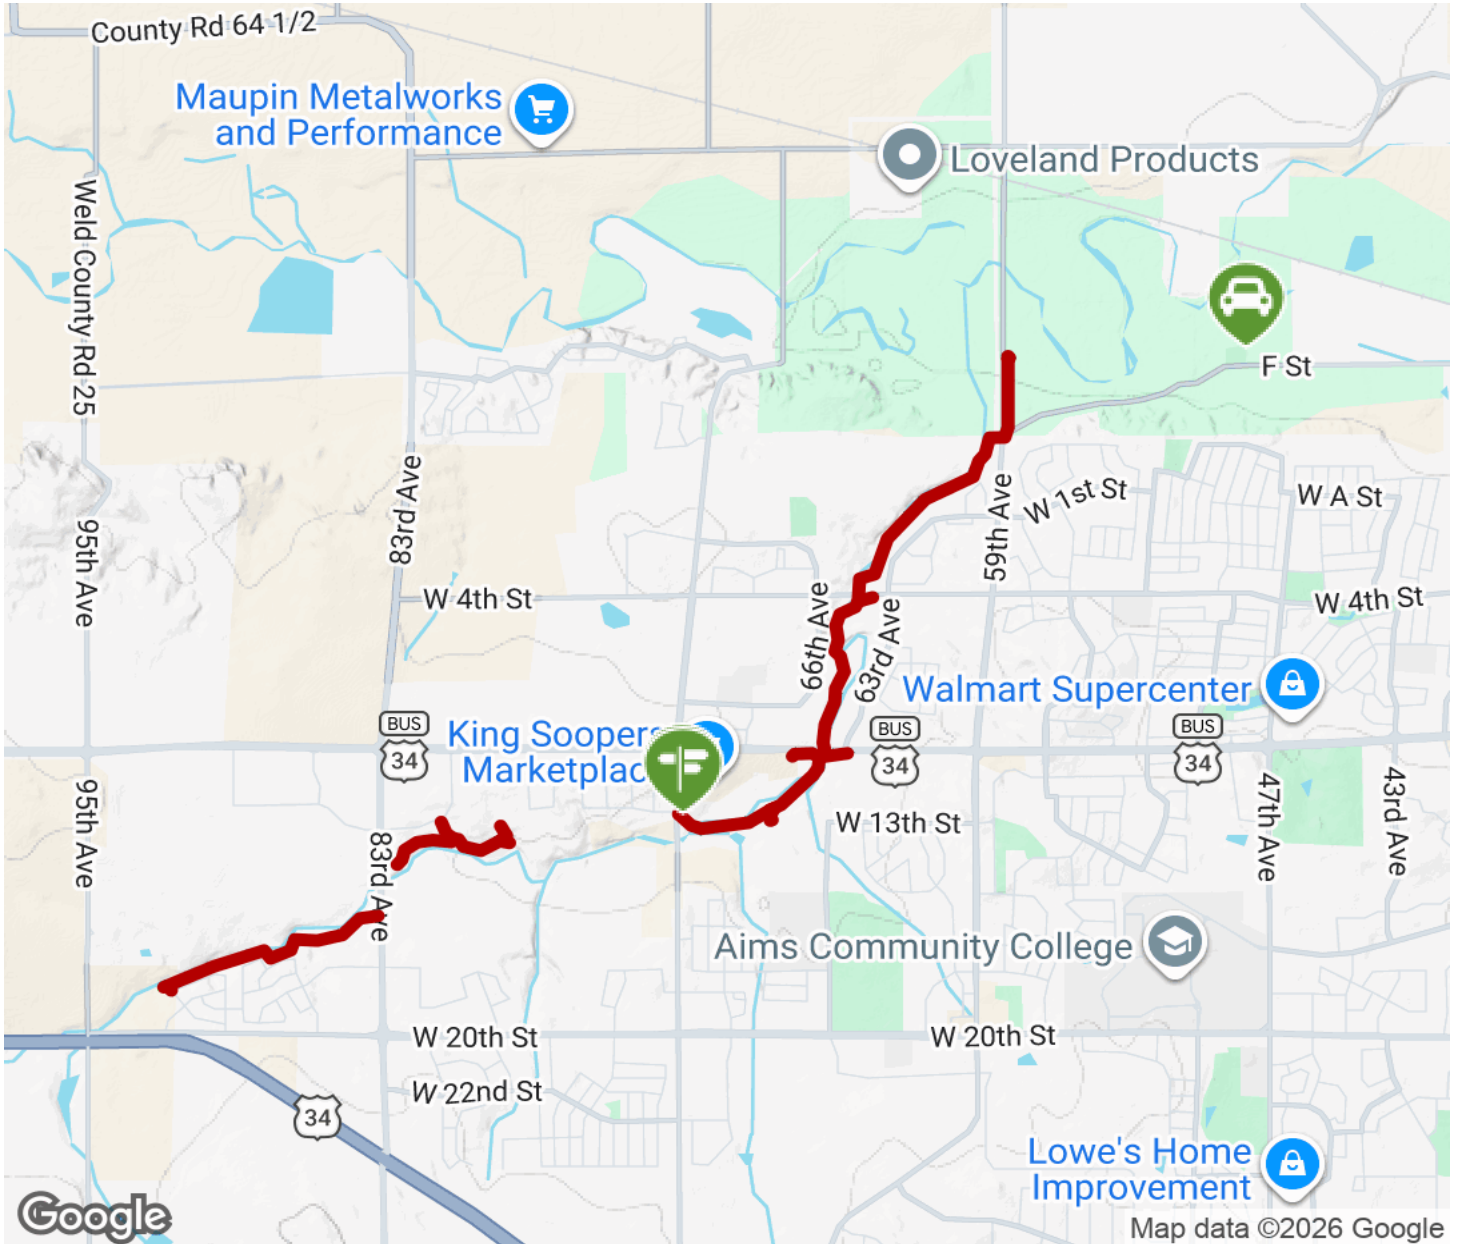 County Rd 64 1/2
Maupin Metalworks
and Performance
Loveland Products
Weld County Rd 25
F St
83rd Ave
95th Ave
59th Ave
W 1st St
W A St
W 4th St
W 4th St
66th Ave
63rd Ave
Walmart Supercenter
BUS
34
King Soopers
Marketplac
BUS
34
BUS
34
95th Ave
83rd Ave
W 13th St
47th Ave
43rd Ave
Aims Community College
W 20th St
W 20th St
W 22nd St
34
Lowe's Home
Improvement
Google
Map data ©2026 Google